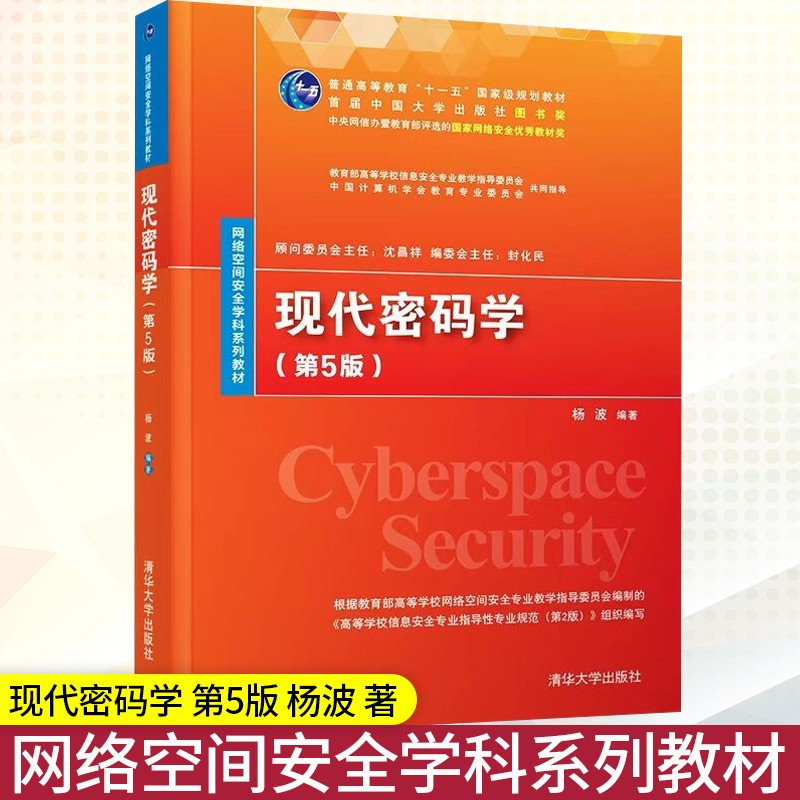 网络空间安全学科系列教材
现代密码学
（第5版）
杨波
编著
清华大学出版社
十一五
普通高等教育“十一五”国家级规划教材
首届中国大学出版社图书奖
中央网信办暨教育部评选的国家网络安全优秀教材奖
教育部高等学校信息安全专业教学指导委员会
中国计算机学会教育专业委员会
共同指导
顾问委员会主任：沈昌祥 编委会主任：封化民
网络空间安全学科系列教材
现代密码学
（第5版）
杨波 编著
Cyberspace
Security
根据教育部高等学校网络空间安全专业教学指导委员会编制的
《高等学校信息安全专业指导性专业规范（第2版）》组织编写
清华大学出版社
现代密码学 第5版 杨波 著
网络空间安全学科系列教材